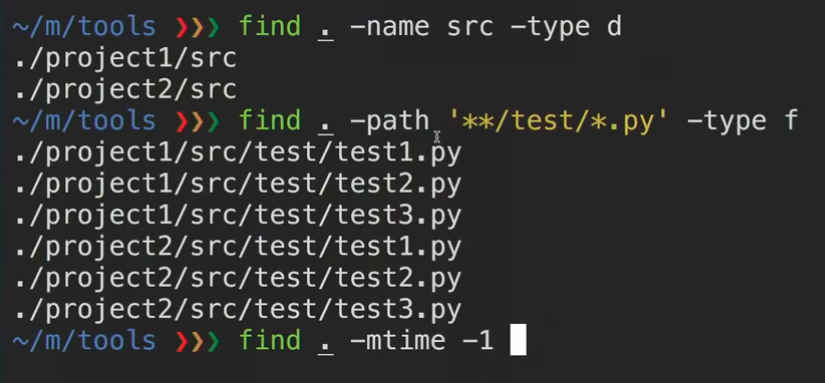 ~/m/tools ❯❯❯ find . -name src -type d
./project1/src
./project2/src
~/m/tools ❯❯❯ find . -path '**/test/*.py' -type f
./project1/src/test/test1.py
./project1/src/test/test2.py
./project1/src/test/test3.py
./project2/src/test/test1.py
./project2/src/test/test2.py
./project2/src/test/test3.py
~/m/tools ❯❯❯ find . -mtime -1